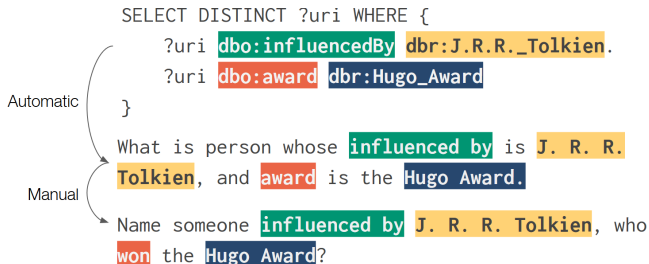 SELECT DISTINCT ?uri WHERE {
?uri dbo:influencedBy dbr:J.R.R._Tolkien.
?uri dbo:award dbr:Hugo_Award
}
Automatic
What is person whose influenced by is J. R. R.
Tolkien, and award is the Hugo Award.
Manual
Name someone influenced by J. R. R. Tolkien, who
won the Hugo Award?